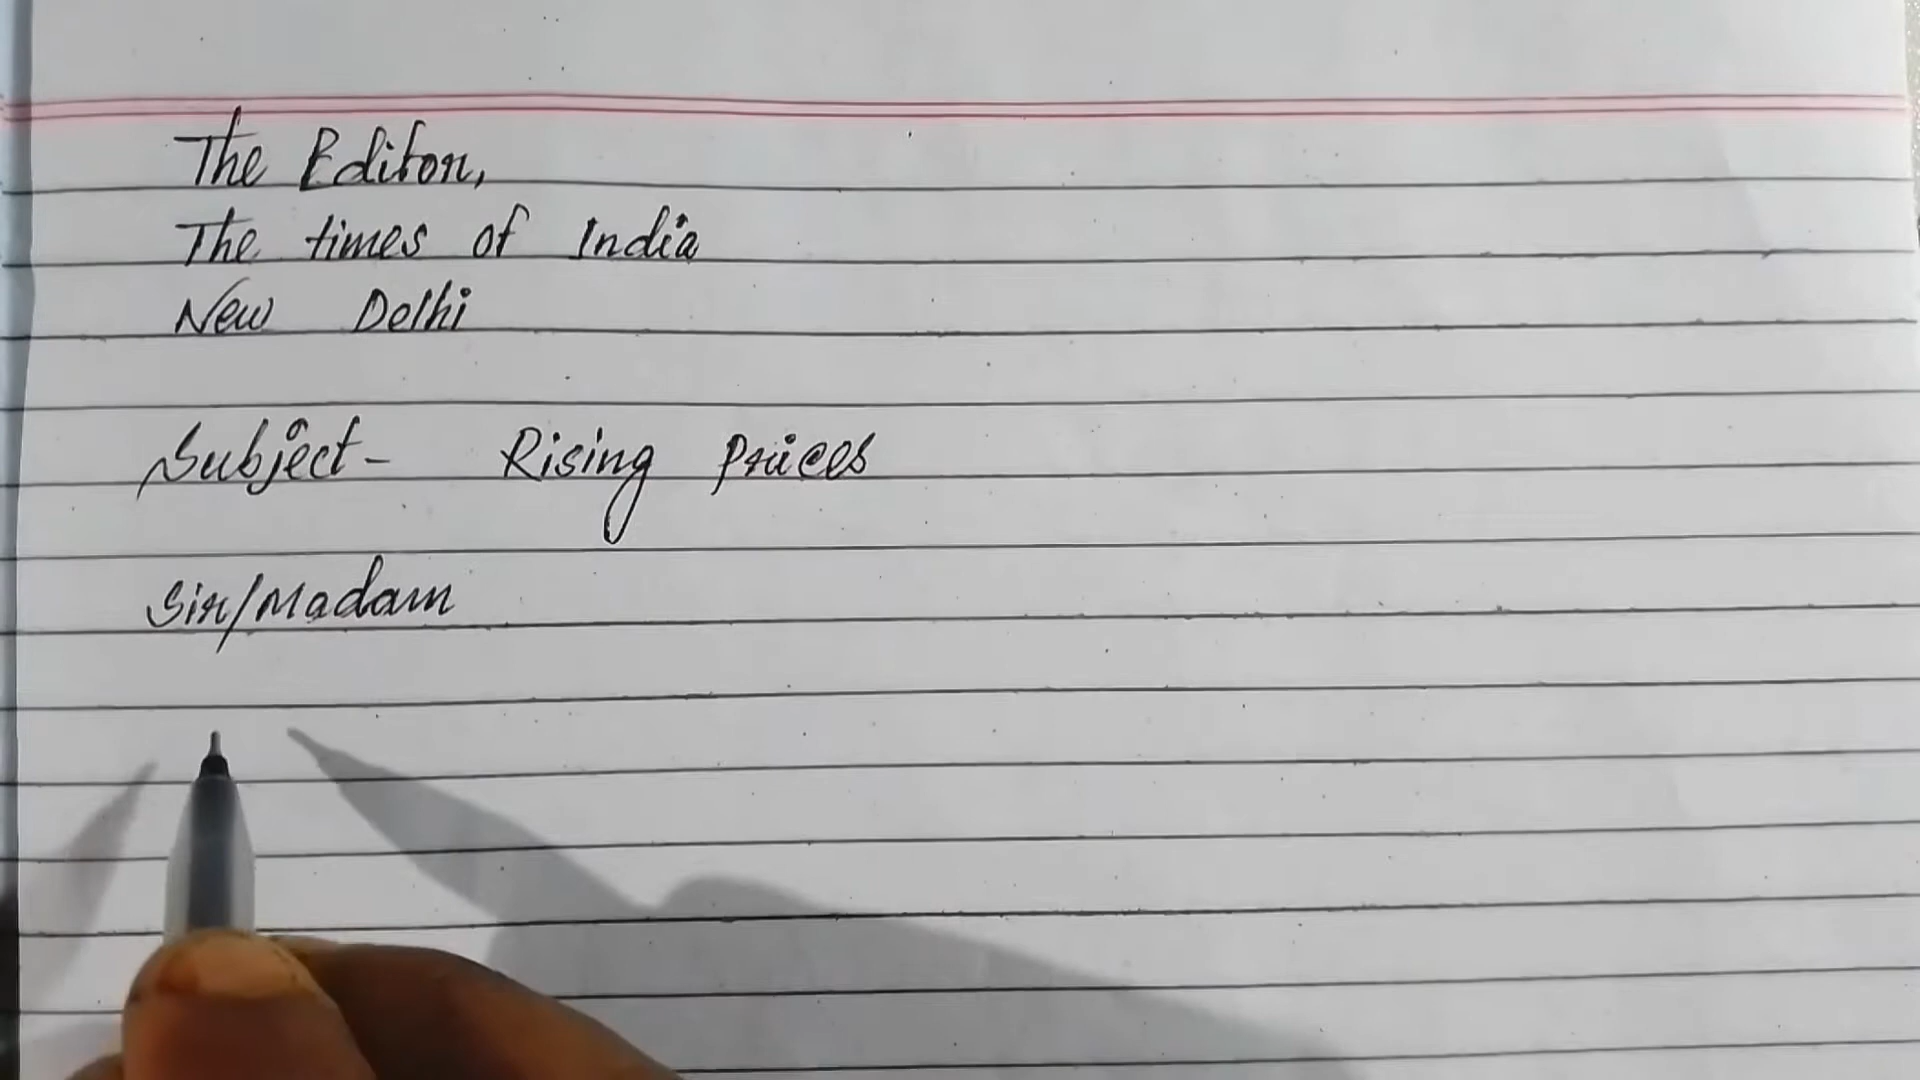 The Editor,
The times of India
New Delhi
Subject- Rising Prices
Sir/Madam